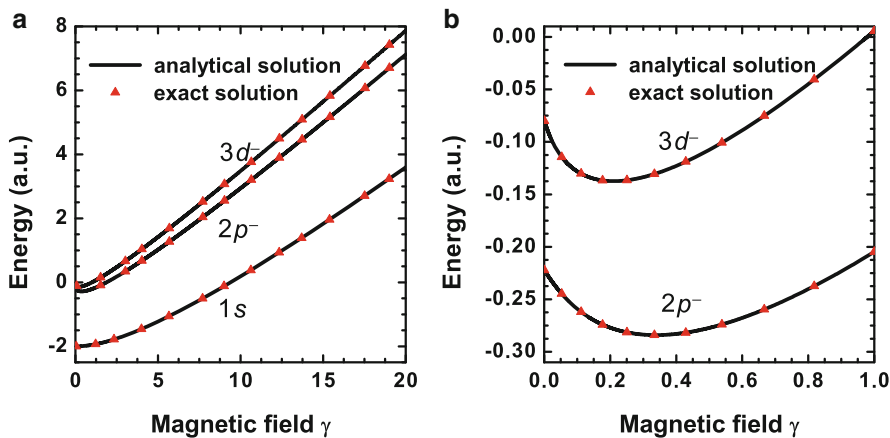 a
8
6
4
2
0
-2
analytical solution
exact solution
3d⁻
2p⁻
1s
0
5
10
15
20
Magnetic field γ
Energy (a.u.)
b
0.00
-0.05
-0.10
-0.15
-0.20
-0.25
-0.30
analytical solution
exact solution
3d⁻
2p⁻
0.0
0.2
0.4
0.6
0.8
1.0
Magnetic field γ
Energy (a.u.)